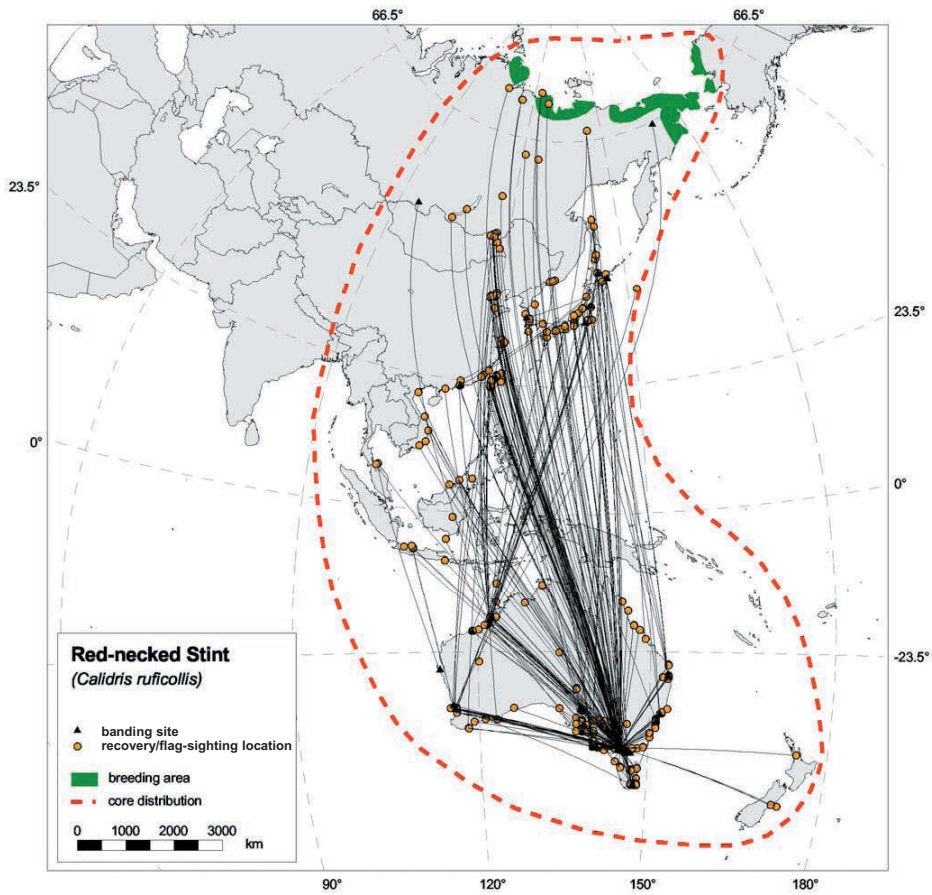 66.5°
66.5°
23.5°
23.5°
0°
0°
-23.5°
Red-necked Stint
(Calidris ruficollis)
banding site
recovery/flag-sighting location
breeding area
core distribution
0 1000 2000 3000
km
90°
120°
150°
180°